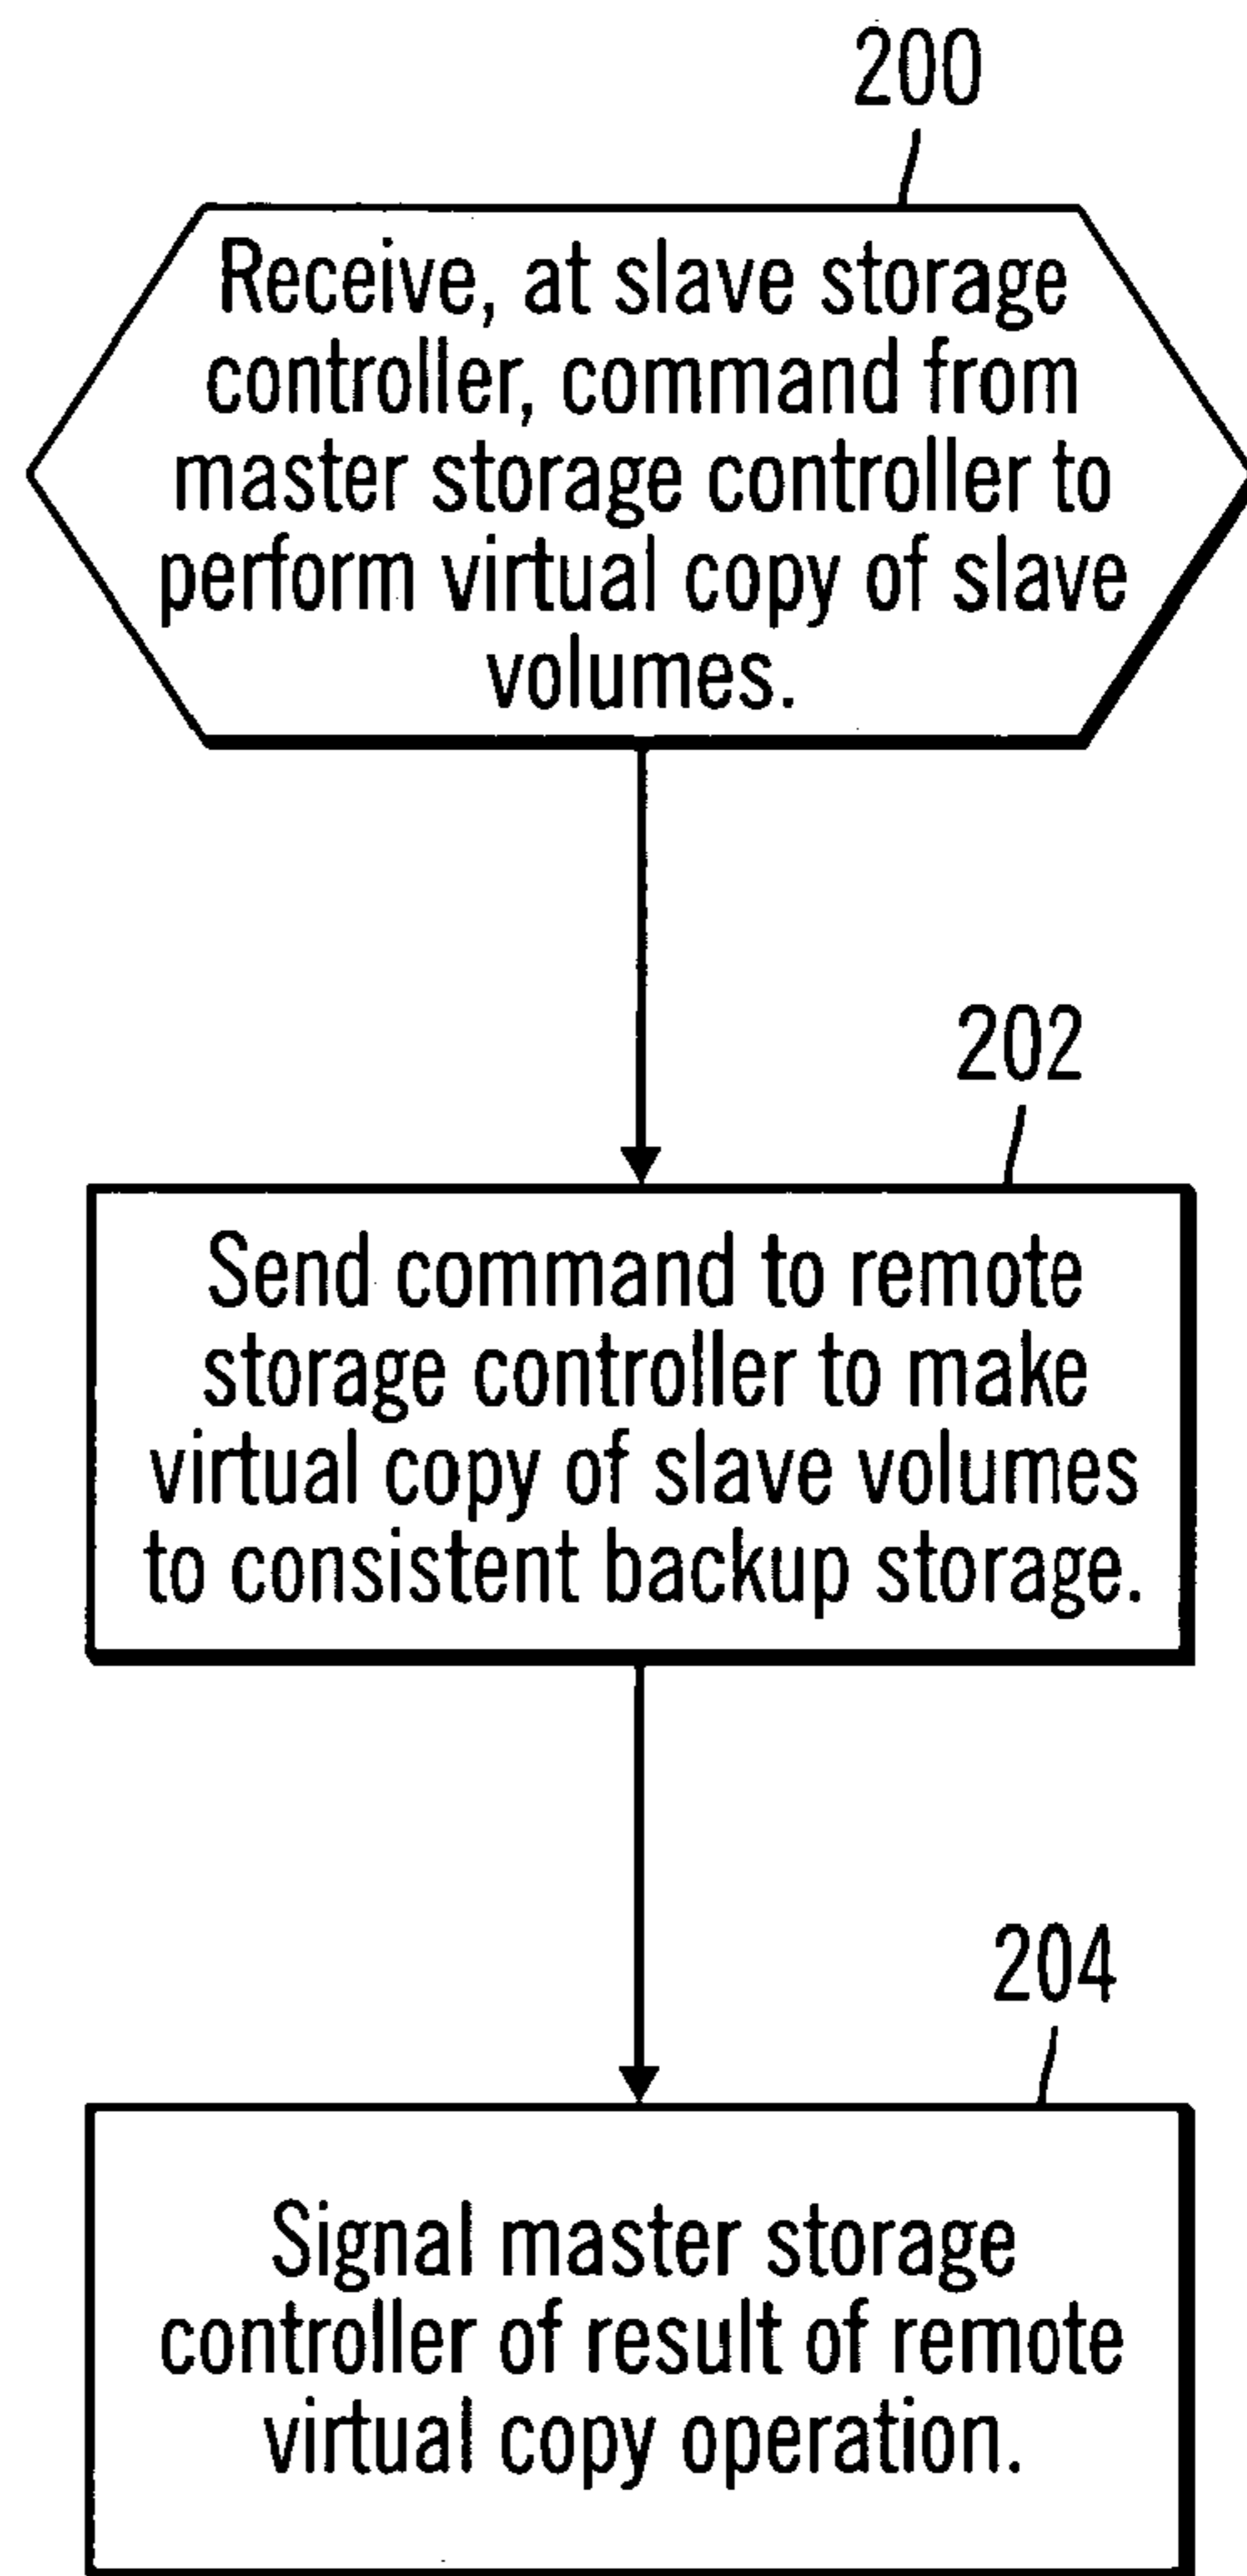 200
Receive, at slave storage
controller, command from
master storage controller to
perform virtual copy of slave
volumes.
202
Send command to remote
storage controller to make
virtual copy of slave volumes
to consistent backup storage.
204
Signal master storage
controller of result of remote
virtual copy operation.